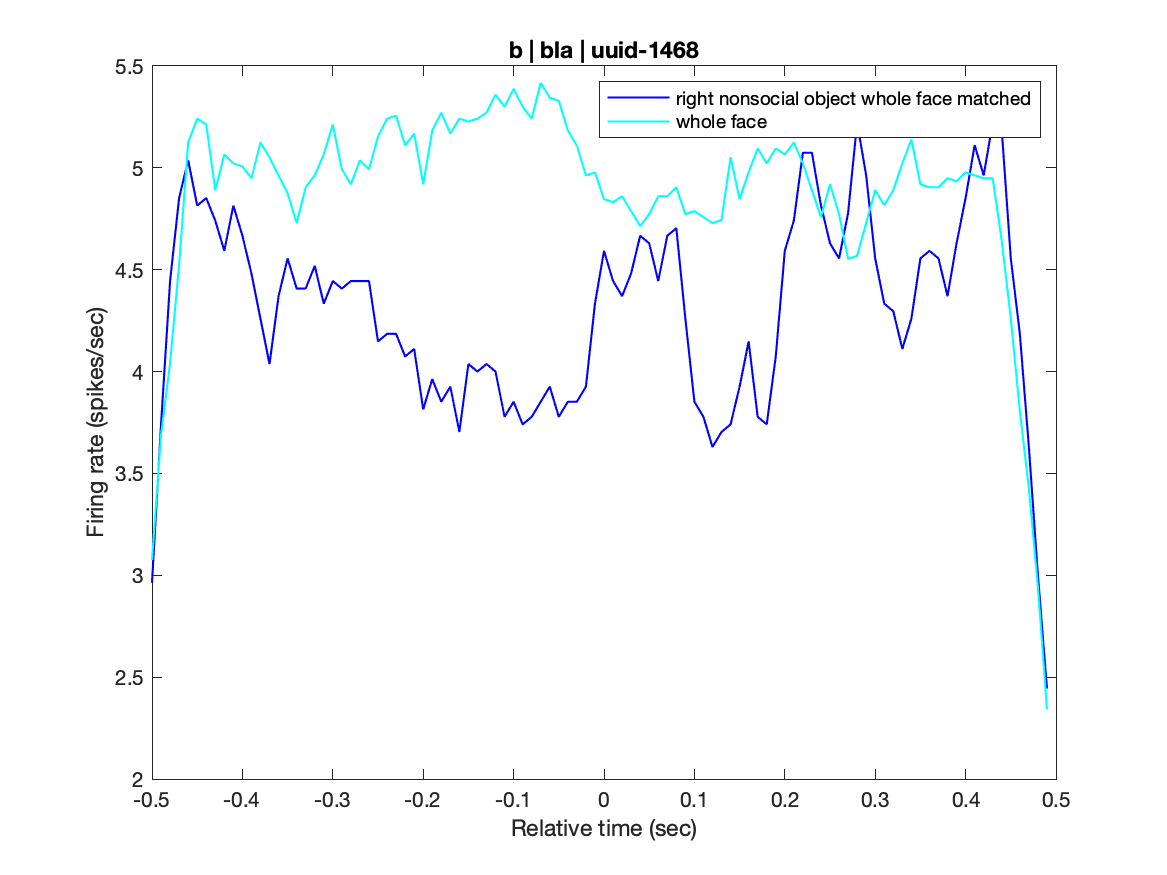 b | bla | uuid-1468
right nonsocial object whole face matched
whole face
Firing rate (spikes/sec)
5.5
5
4.5
4
3.5
3
2.5
2
-0.5 -0.4 -0.3 -0.2 -0.1 0 0.1 0.2 0.3 0.4 0.5
Relative time (sec)